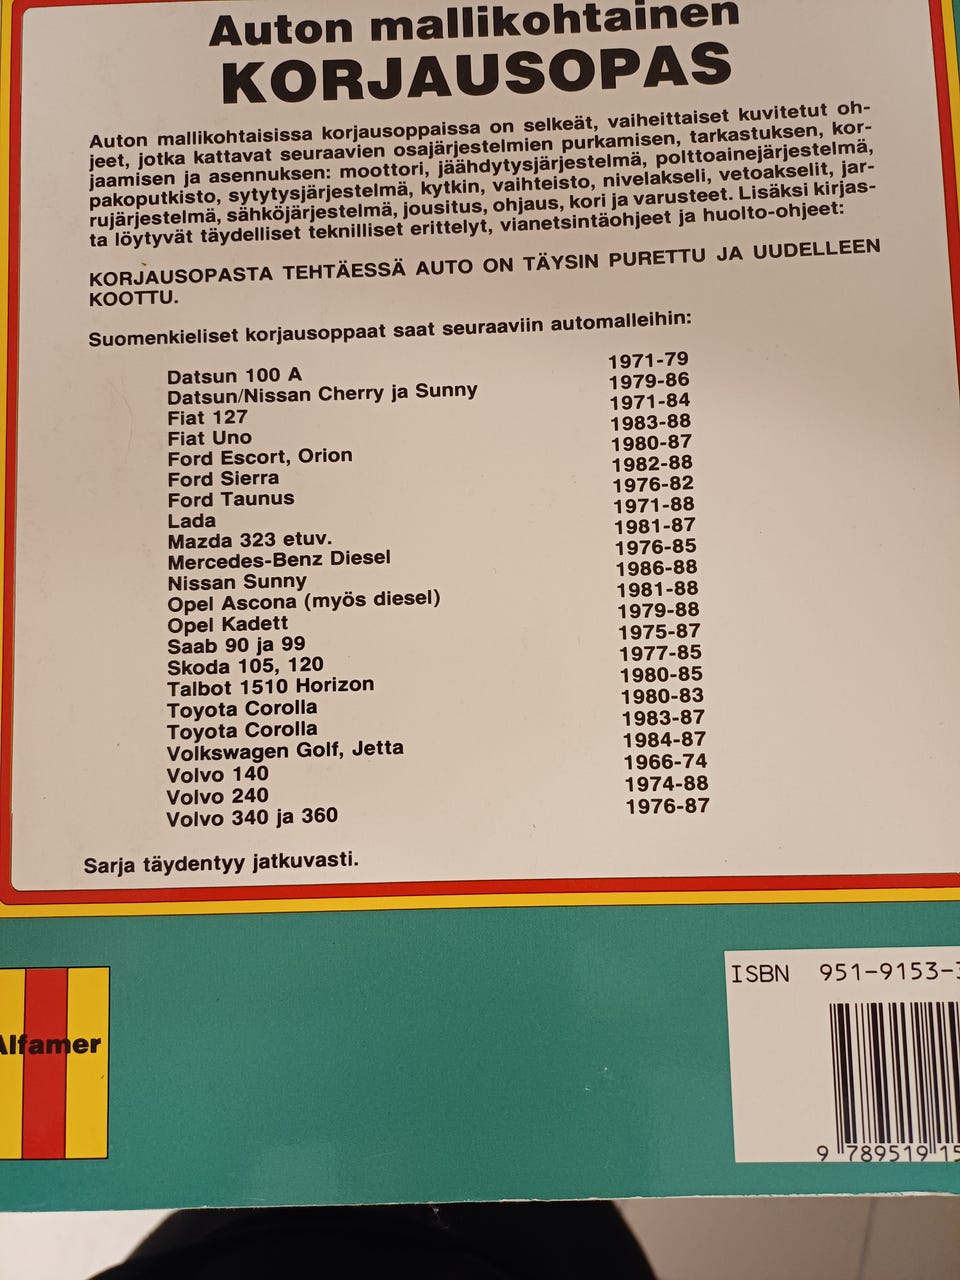 Auton mallikohtainen
KORJAUSOPAS
Auton mallikohtaisissa korjausoppaissa on selkeät, vaiheittaiset kuvitetut oh-
jeet, jotka kattavat seuraavien osajärjestelmien purkamisen, tarkastuksen, kor-
jaamisen ja asennuksen: moottori, jäähdytysjärjestelmä, polttoainejärjestelmä,
pakoputkisto, sytytysjärjestelmä, kytkin, vaihteisto, nivelakseli, vetoakselit, jar-
rujärjestelmä, sähköjärjestelmä, jousitus, ohjaus, kori ja varusteet. Lisäksi kirjas-
ta löytyvät täydelliset teknilliset erittelyt, vianetsintäohjeet ja huolto-ohjeet:
KORJAUSOPASTA TEHTÄESSÄ AUTO ON TÄYSIN PURETTU JA UUDELLEEN
KOOTTU.
Suomenkieliset korjausoppaat saat seuraaviin automalleihin:
Datsun 100 A 1971-79
Datsun/Nissan Cherry ja Sunny 1979-86
Fiat 127 1971-84
Fiat Uno 1983-88
Ford Escort, Orion 1980-87
Ford Sierra 1982-88
Ford Taunus 1976-82
Lada 1971-88
Mazda 323 etuv. 1981-87
Mercedes-Benz Diesel 1976-85
Nissan Sunny 1986-88
Opel Ascona (myös diesel) 1981-88
Opel Kadett 1979-88
Saab 90 ja 99 1975-87
Skoda 105, 120 1977-85
Talbot 1510 Horizon 1980-85
Toyota Corolla 1980-83
Toyota Corolla 1983-87
Volkswagen Golf, Jetta 1984-87
Volvo 140 1966-74
Volvo 240 1974-88
Volvo 340 ja 360 1976-87
Sarja täydentyy jatkuvasti.
ISBN 951-9153-3
Alfamer
9 789519 15